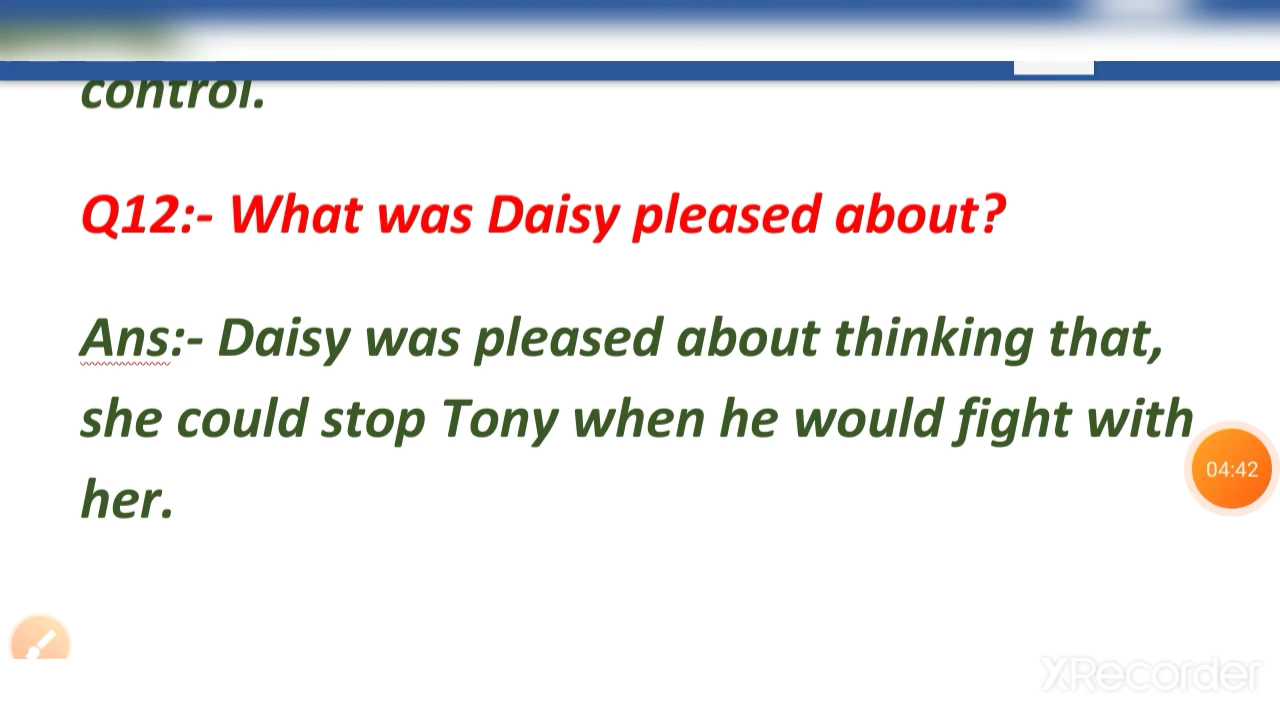 control.
Q12:- What was Daisy pleased about?
Ans:- Daisy was pleased about thinking that,
she could stop Tony when he would fight with
her.
04:42
XRecorder